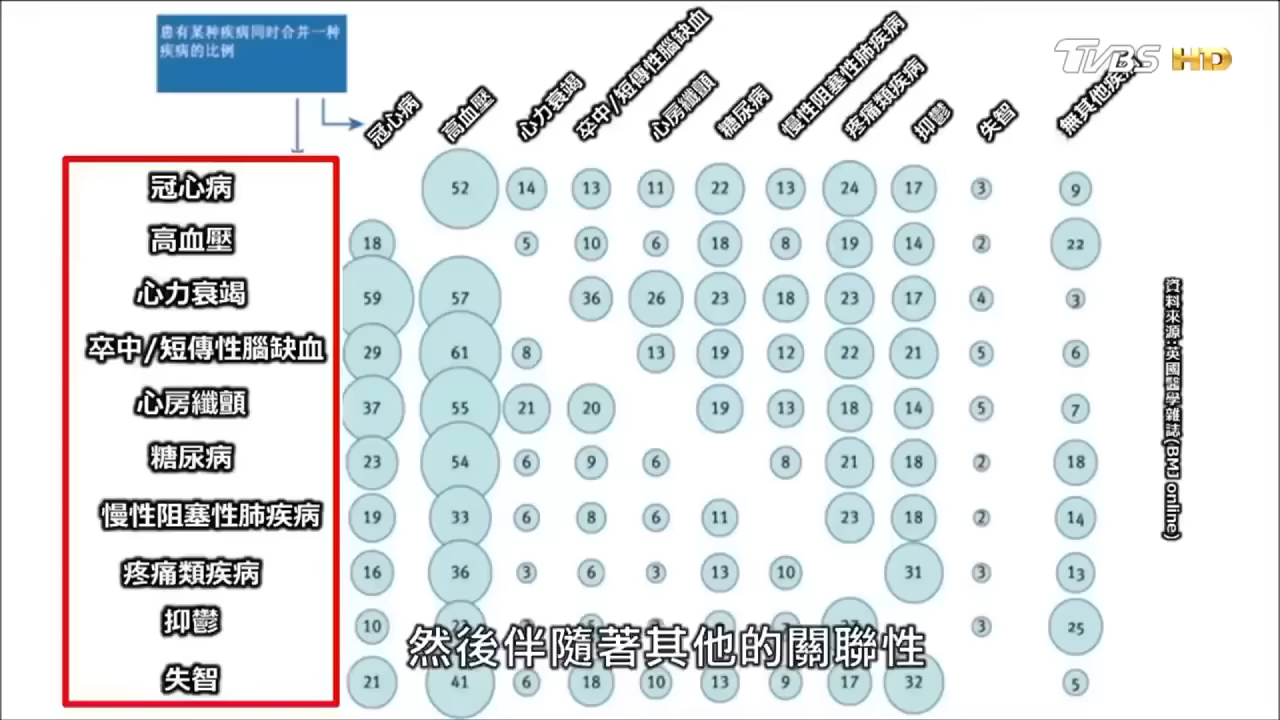 患有某种疾病同时合并一种
疾病的比例
TVBS HD
冠心病 高血壓 心力衰竭 卒中/短傳性腦缺血 心房纖顫 糖尿病 慢性阻塞性肺疾病 疼痛類疾病 抑鬱 失智 無其他疾
冠心病 52 14 13 11 22 13 24 17 3 9
高血壓 18 5 10 6 18 8 19 14 2 22
心力衰竭 59 57 36 26 23 18 23 17 4 3
卒中/短傳性腦缺血 29 61 8 13 19 12 22 21 5 6
心房纖顫 37 55 21 20 19 13 18 14 5 7
糖尿病 23 54 6 9 6 8 21 18 2 18
慢性阻塞性肺疾病 19 33 6 8 6 11 23 18 2 14
疼痛類疾病 16 36 3 6 3 13 10 31 3 13
抑鬱 10 3 25
然後伴隨著其他的關聯性
失智 21 41 6 18 10 13 9 17 32 5
資料來源:英國醫學雜誌(BMJ online)